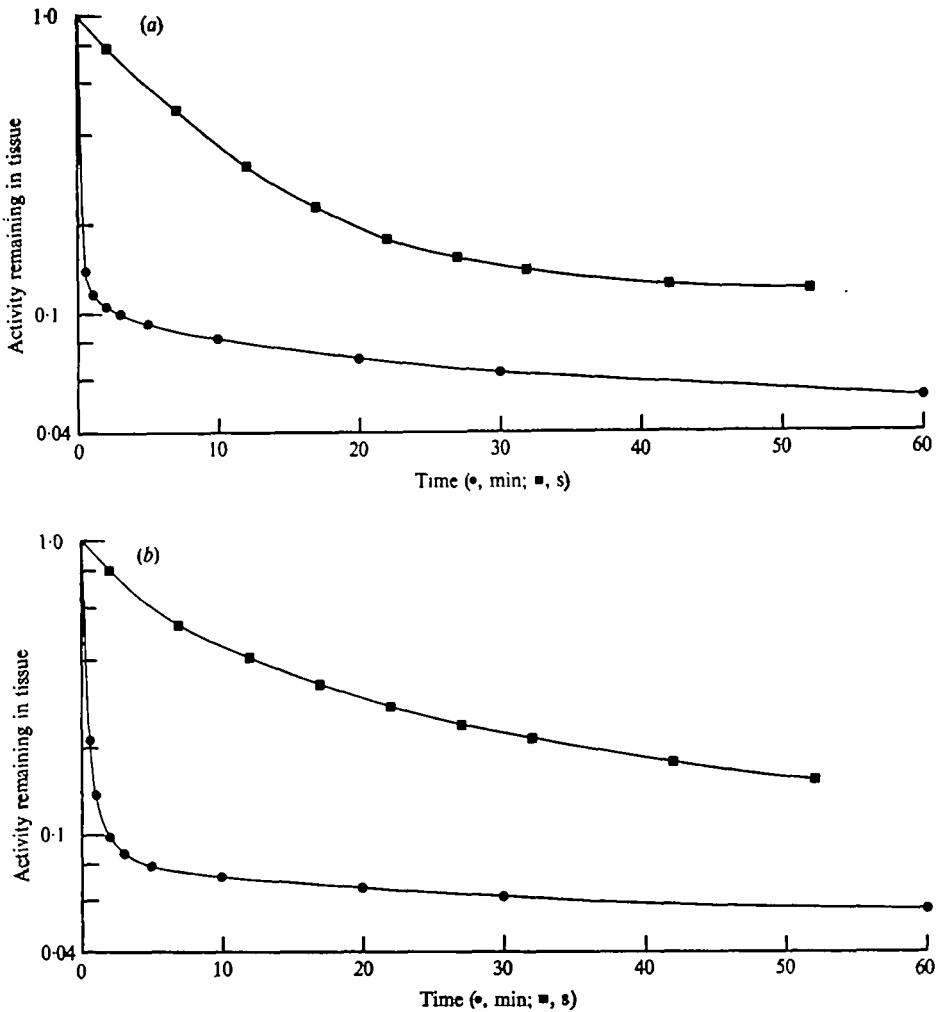 1·0
(a)
Activity remaining in tissue
0·1
0·04
0 10 20 30 40 50 60
Time (•, min; ■, s)
1·0
(b)
Activity remaining in tissue
0·1
0·04
0 10 20 30 40 50 60
Time (•, min; ■, s)